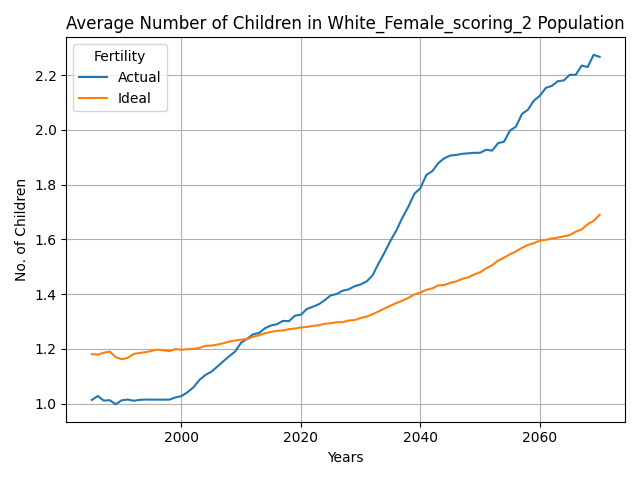 Average Number of Children in White_Female_scoring_2 Population
Fertility
Actual
Ideal
No. of Children
2.2
2.0
1.8
1.6
1.4
1.2
1.0
2000
2020
2040
2060
Years